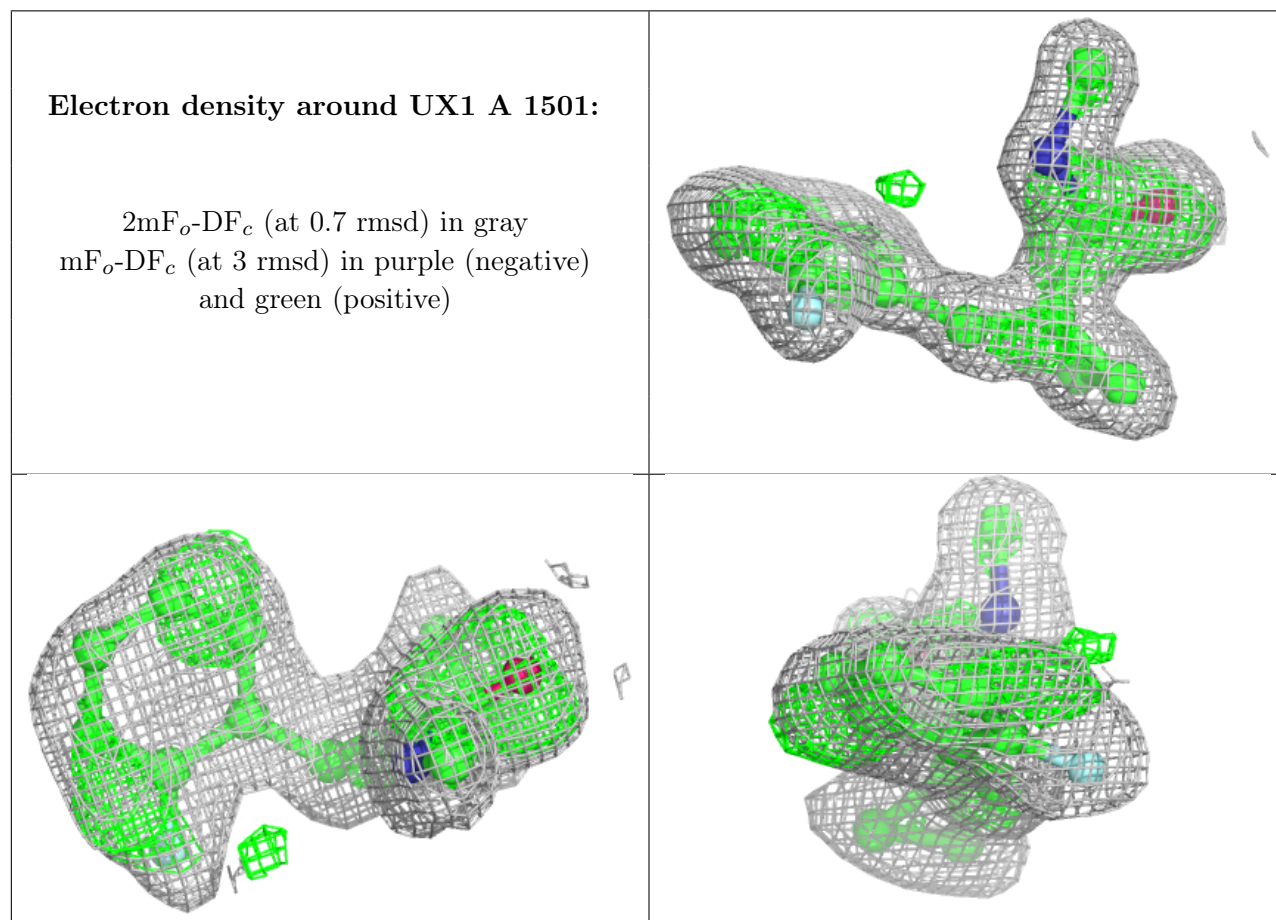 Electron density around UX1 A 1501:
2mFₒ-DF𝒸 (at 0.7 rmsd) in gray
mFₒ-DF𝒸 (at 3 rmsd) in purple (negative)
and green (positive)